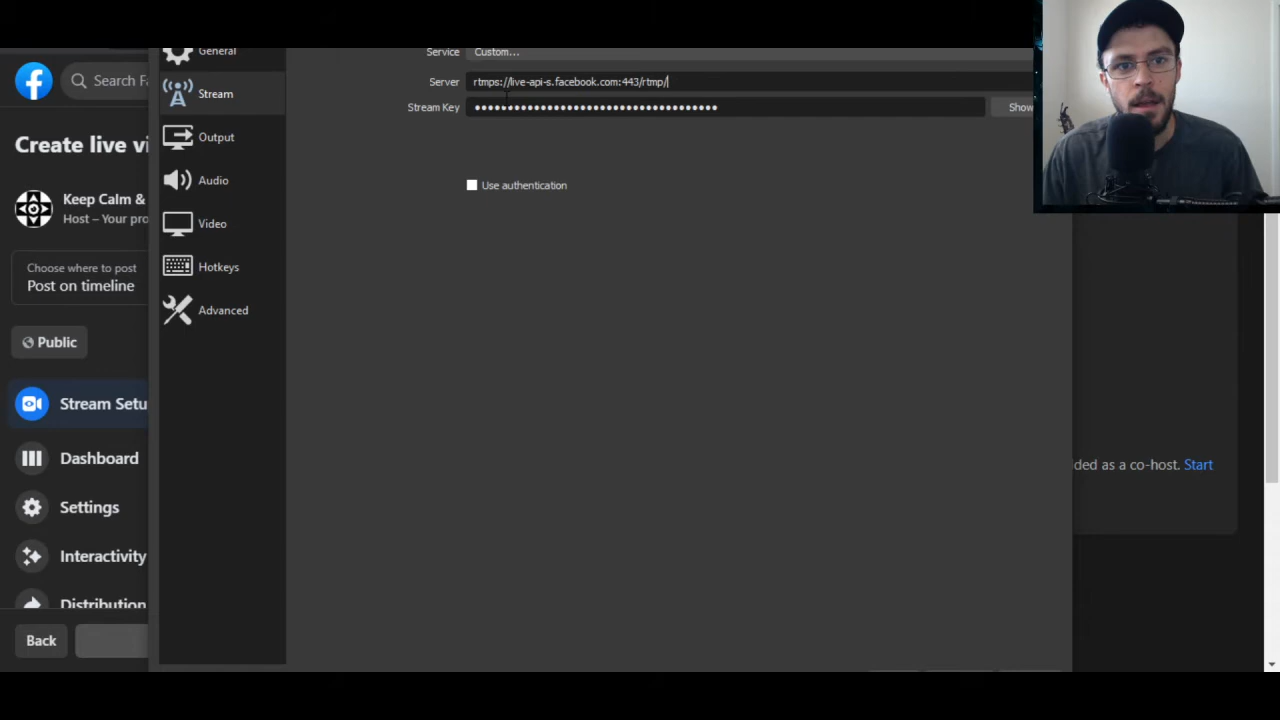 Search Fa
Create live vi
Keep Calm &
Host – Your pro
Choose where to post
Post on timeline
Public
Stream Setu
Dashboard
Settings
Interactivity
Distribution
Back
General
Stream
Output
Audio
Video
Hotkeys
Advanced
Service Custom...
Server rtmps://live-api-s.facebook.com:443/rtmp/
Stream Key ●●●●●●●●●●●●●●●●●●●●●●●●●●●●●●●●●●●●● Show
Use authentication
ded as a co-host. Start